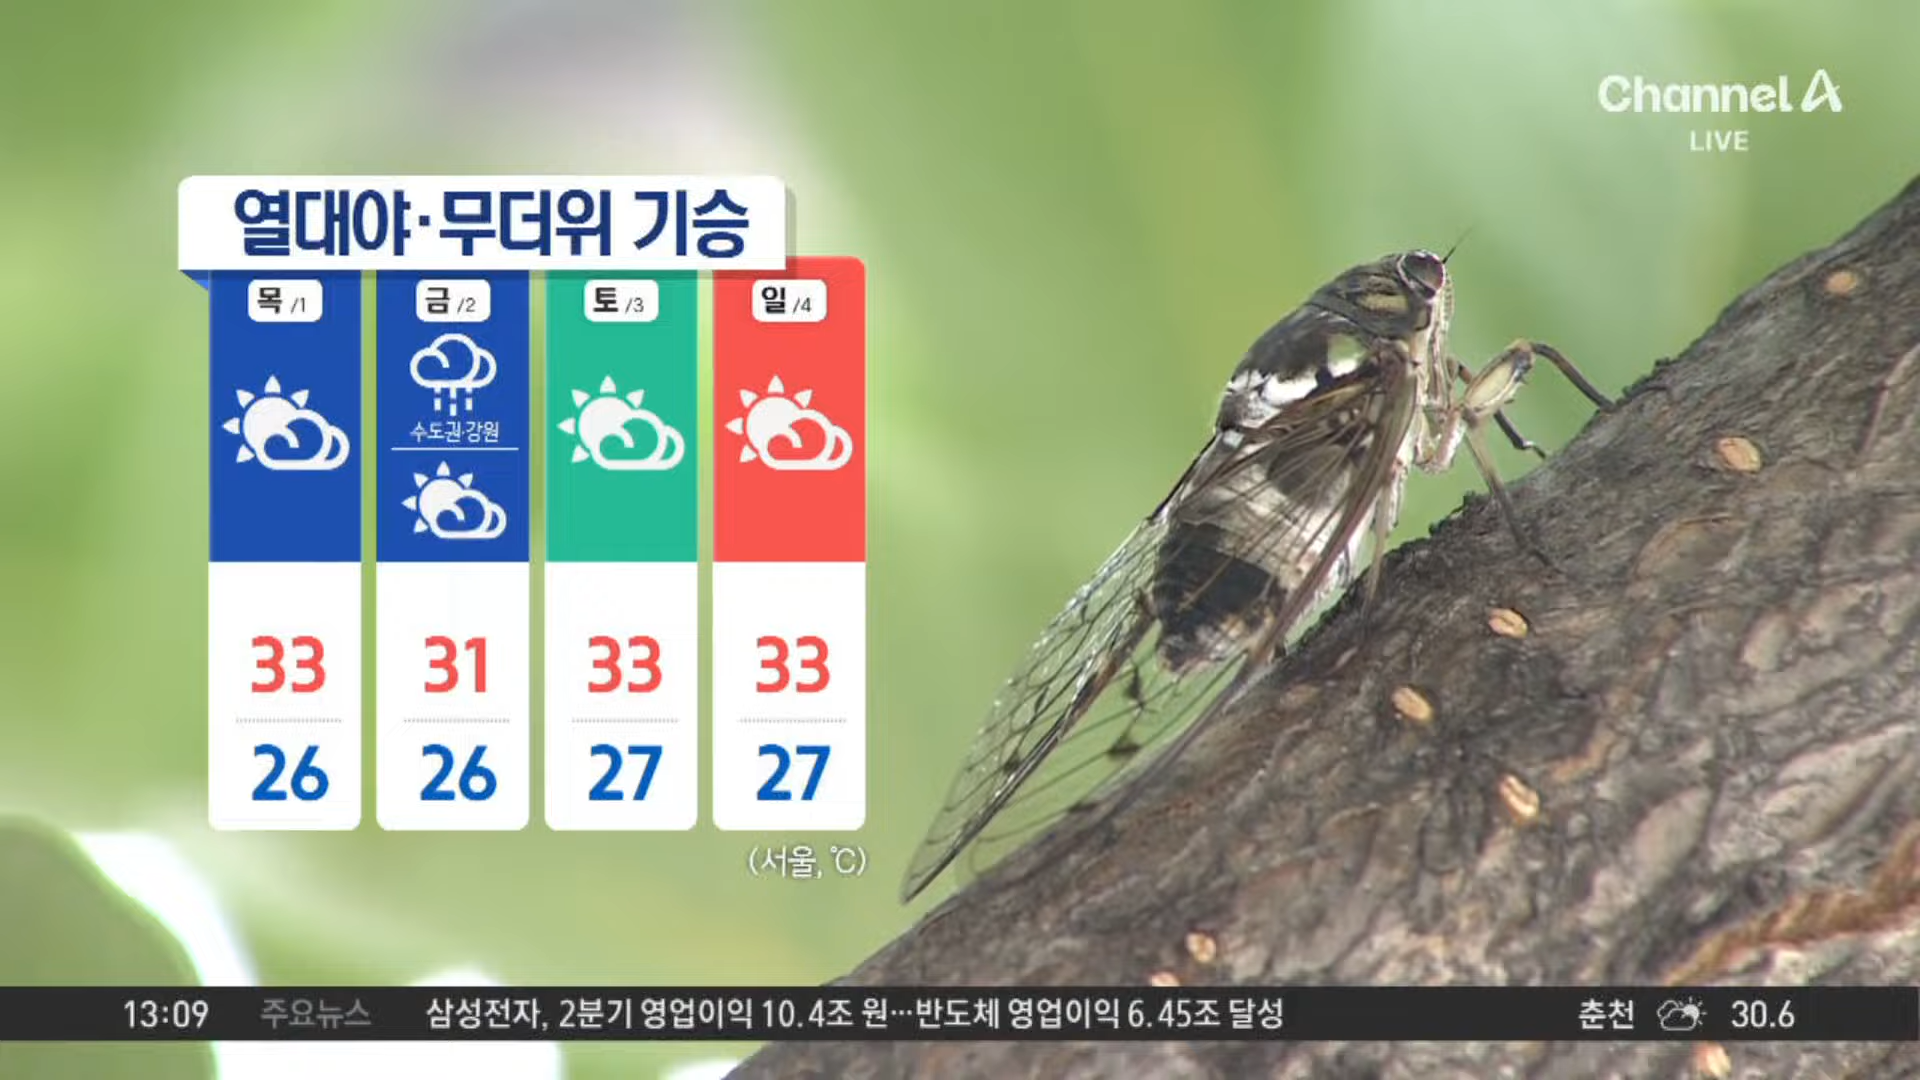 Channel A
LIVE
열대야·무더위 기승
목 /1
금 /2
토 /3
일 /4
수도권·강원
33
31
33
33
26
26
27
27
(서울, ℃)
13:09 주요뉴스 삼성전자, 2분기 영업이익 10.4조 원…반도체 영업이익 6.45조 달성 춘천 30.6